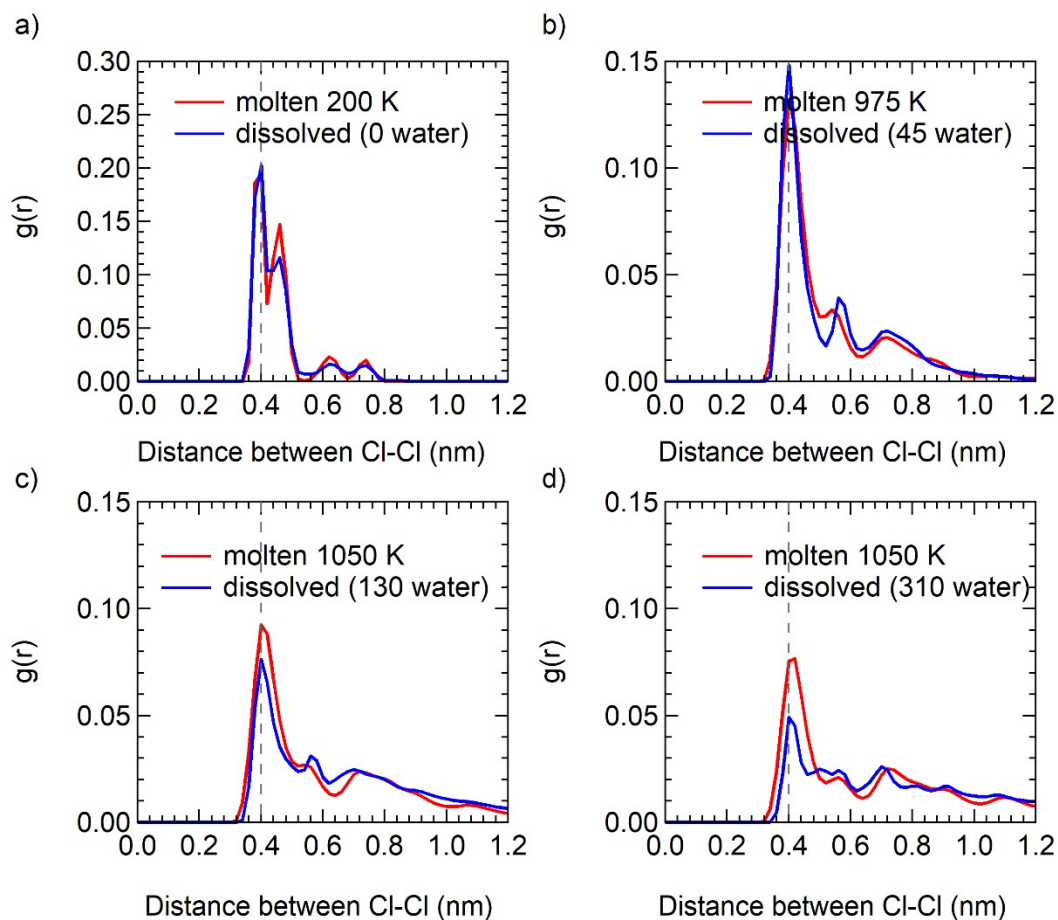 a)
0.30
0.25
0.20
0.15
0.10
0.05
0.00
g(r)
molten 200 K
dissolved (0 water)
0.0 0.2 0.4 0.6 0.8 1.0 1.2
Distance between Cl-Cl (nm)
b)
0.15
0.10
0.05
0.00
g(r)
molten 975 K
dissolved (45 water)
0.0 0.2 0.4 0.6 0.8 1.0 1.2
Distance between Cl-Cl (nm)
c)
0.15
0.10
0.05
0.00
g(r)
molten 1050 K
dissolved (130 water)
0.0 0.2 0.4 0.6 0.8 1.0 1.2
Distance between Cl-Cl (nm)
d)
0.15
0.10
0.05
0.00
g(r)
molten 1050 K
dissolved (310 water)
0.0 0.2 0.4 0.6 0.8 1.0 1.2
Distance between Cl-Cl (nm)